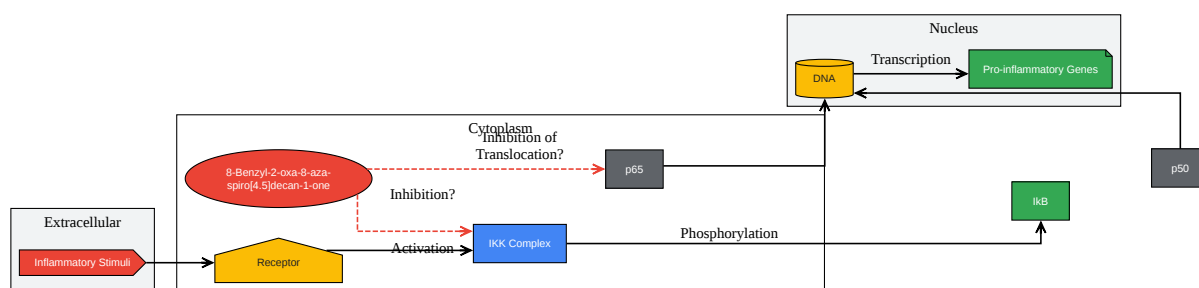 Nucleus
Transcription
DNA
Pro-inflammatory Genes
Cytoplasm
Inhibition of
Translocation?
8-Benzyl-2-oxa-8-aza-
spiro[4.5]decan-1-one
p65
p50
Inhibition?
IkB
Extracellular
Phosphorylation
IKK Complex
Activation
Inflammatory Stimuli
Receptor